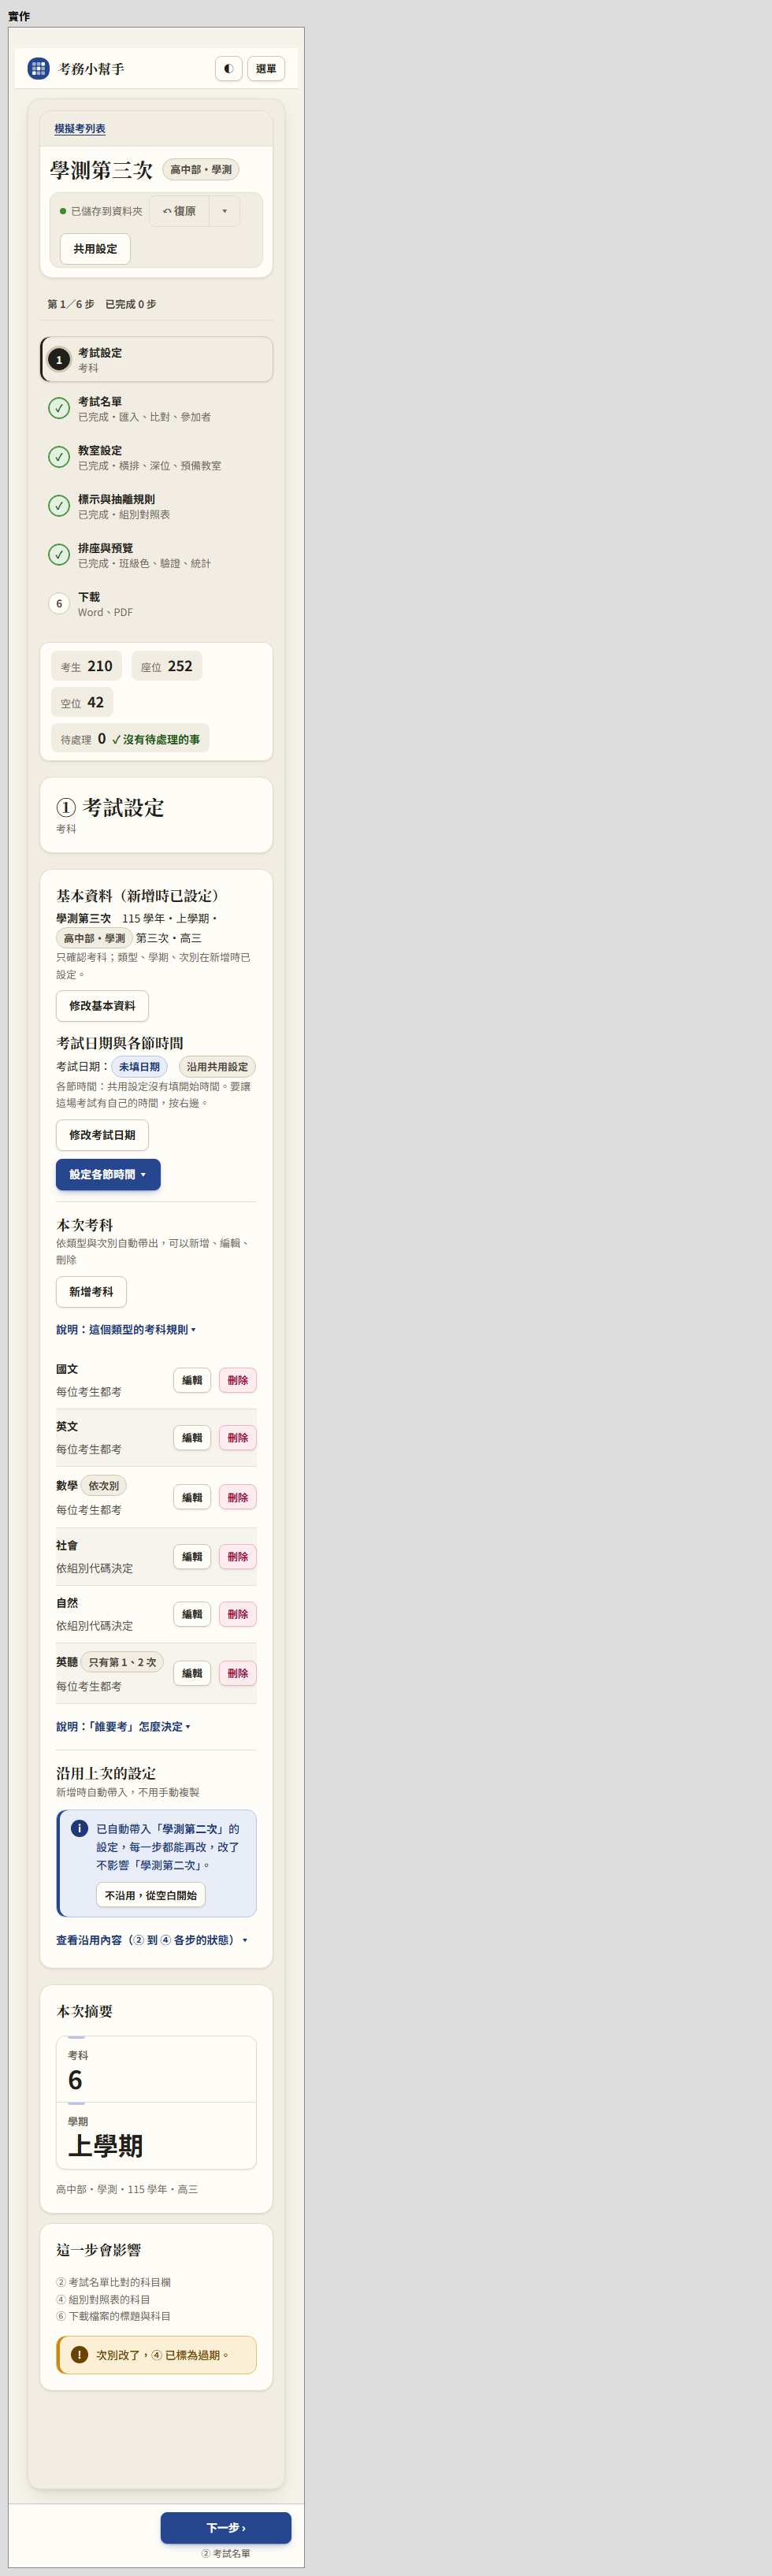 實作
考務小幫手
選單
模擬考列表
學測第三次 高中部・學測
已儲存到資料夾 復原
共用設定
第 1／6 步 已完成 0 步
1 考試設定
考科
考試名單
已完成・匯入、比對、參加者
教室設定
已完成・橫排、深位、預備教室
標示與抽離規則
已完成・組別對照表
排座與預覽
已完成・班級色、驗證、統計
6 下載
Word、PDF
考生 210 座位 252
空位 42
待處理 0 ✓ 沒有待處理的事
① 考試設定
考科
基本資料（新增時已設定）
學測第三次 115 學年・上學期・
高中部・學測 第三次・高三
只確認考科；類型、學期、次別在新增時已
設定。
修改基本資料
考試日期與各節時間
考試日期： 未填日期 沿用共用設定
各節時間：共用設定沒有填開始時間。要讓
這場考試有自己的時間，按右邊。
修改考試日期
設定各節時間
本次考科
依類型與次別自動帶出，可以新增、編輯、
刪除
新增考科
說明：這個類型的考科規則
國文
每位考生都考
編輯 刪除
英文
每位考生都考
編輯 刪除
數學 依次別
每位考生都考
編輯 刪除
社會
依組別代碼決定
編輯 刪除
自然
依組別代碼決定
編輯 刪除
英聽 只有第 1、2 次
每位考生都考
編輯 刪除
說明：「誰要考」怎麼決定
沿用上次的設定
新增時自動帶入，不用手動複製
已自動帶入「學測第二次」的
設定，每一步都能再改，改了
不影響「學測第二次」。
不沿用，從空白開始
查看沿用內容（② 到 ④ 各步的狀態）
本次摘要
考科
6
學期
上學期
高中部・學測・115 學年・高三
這一步會影響
② 考試名單比對的科目欄
④ 組別對照表的科目
⑥ 下載檔案的標題與科目
次別改了，④ 已標為過期。
下一步 ›
② 考試名單